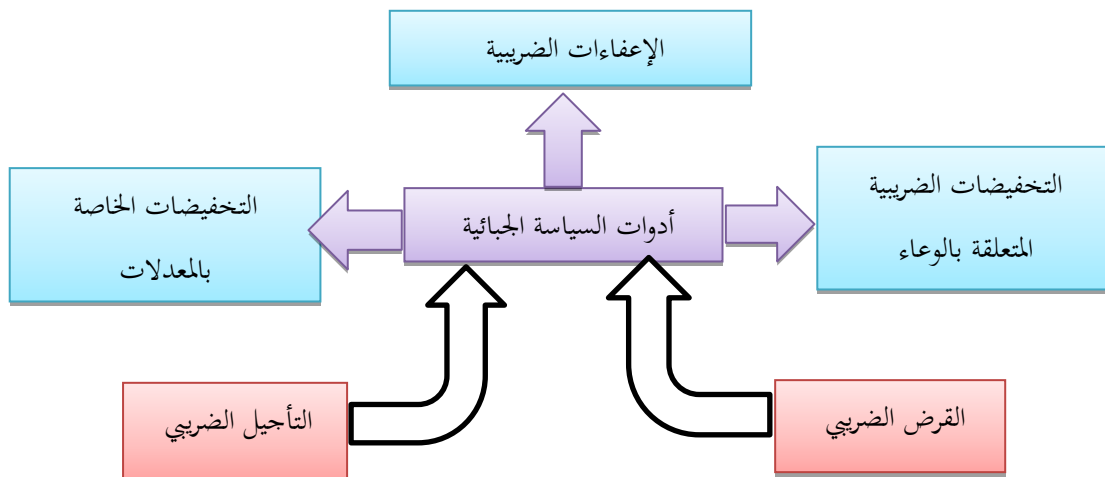 الإعفاءات الضريبية
التخفيضات الضريبية
المتعلقة بالوعاء
أدوات السياسة الجبائية
التخفيضات الخاصة
بالمعدلات
القرض الضريبي
التأجيل الضريبي